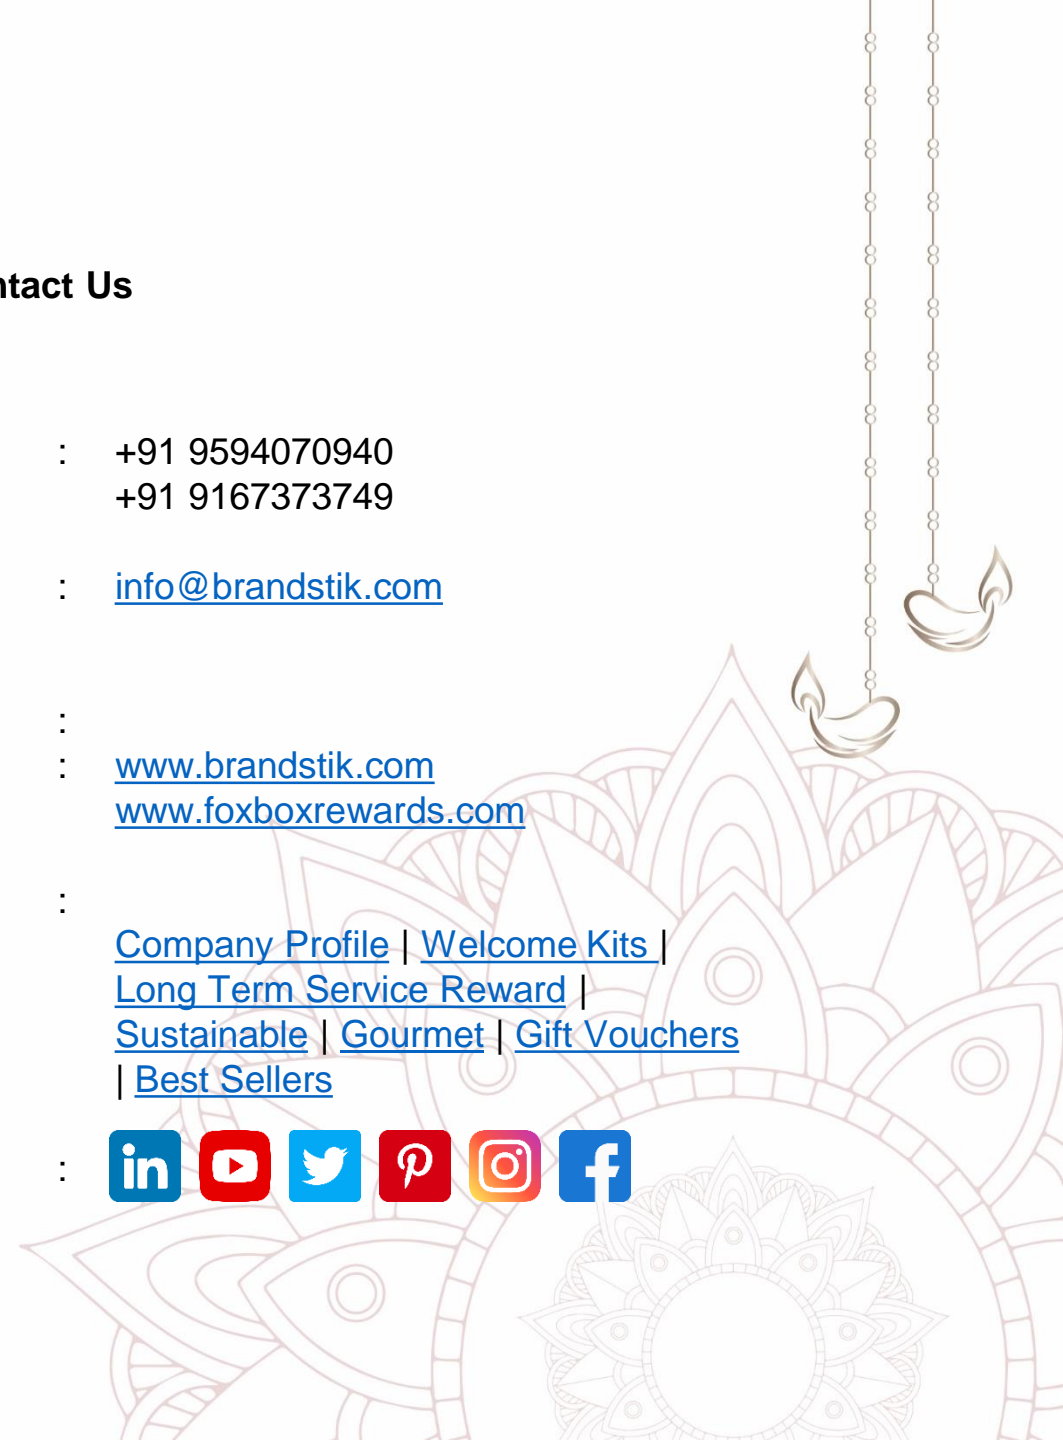 ntact Us
: +91 9594070940
+91 9167373749
: info@brandstik.com
:
: www.brandstik.com
www.foxboxrewards.com
:
Company Profile | Welcome Kits |
Long Term Service Reward |
Sustainable | Gourmet | Gift Vouchers
| Best Sellers
: in